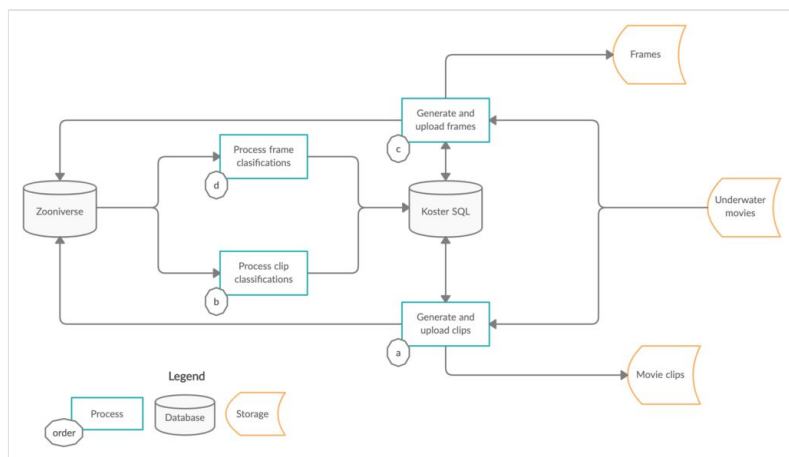 Frames
Generate and
upload frames
c
Process frame
clasifications
d
Zooniverse
Koster SQL
Underwater
movies
Process clip
classifications
b
Generate and
upload clips
a
Movie clips
Legend
Process
order
Database
Storage